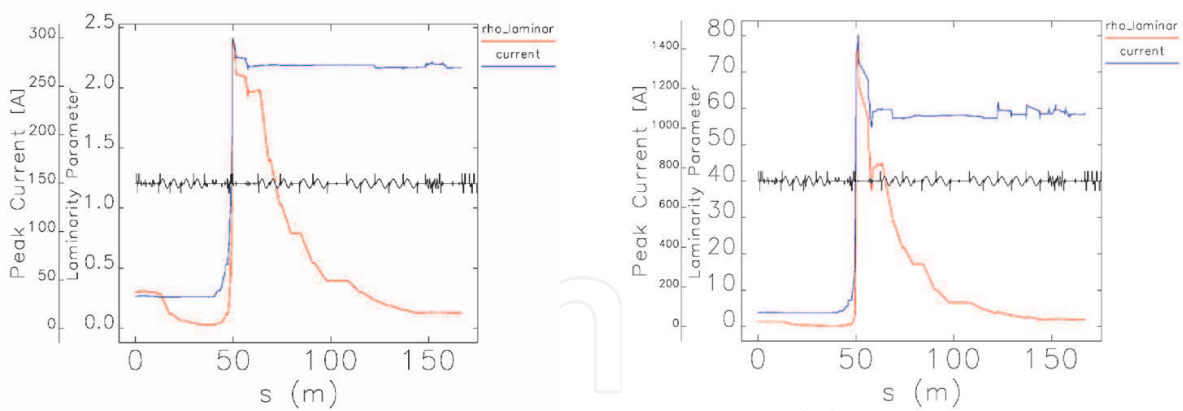 Peak Current [A]
300
250
200
150
100
50
0
Laminarity Parameter
2.5
2.0
1.5
1.0
0.5
0.0
0 50 100 150
s (m)
rho_laminar
current
Peak Current [A]
1400
1200
1000
800
600
400
200
0
Laminarity Parameter
80
70
60
50
40
30
20
10
0
0 50 100 150
s (m)
rho_laminar
current